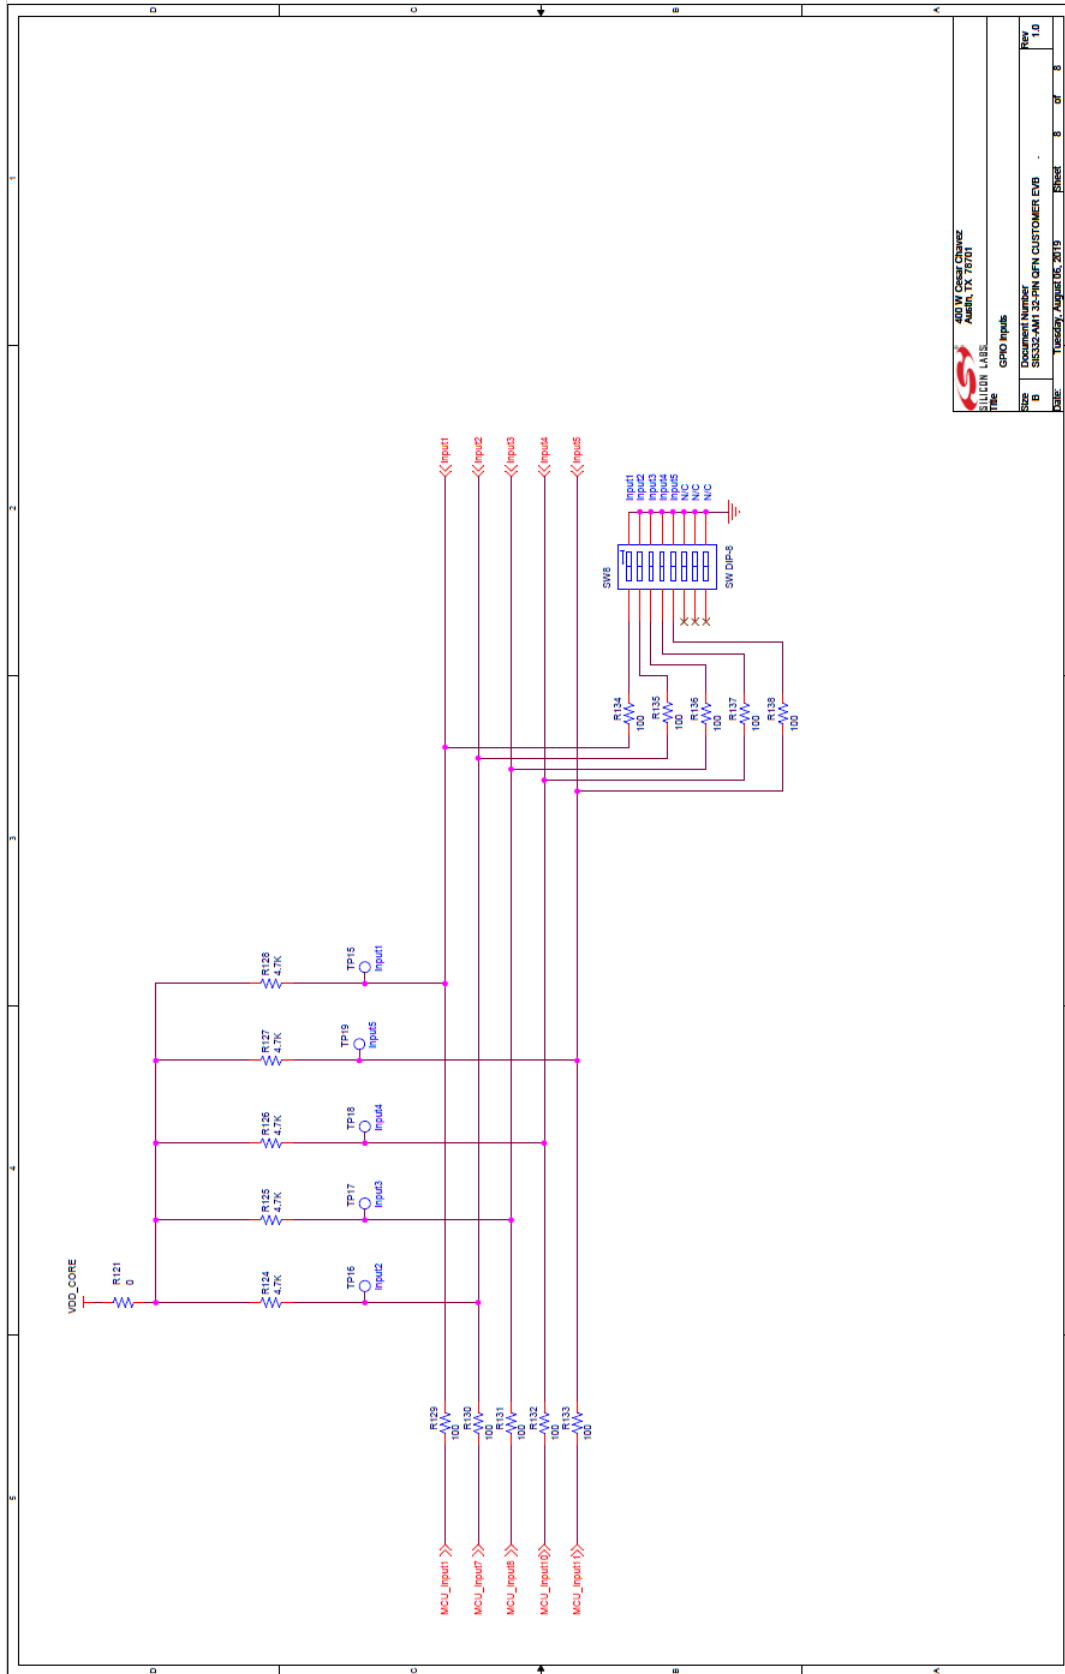 5
4
3
2
1
D
C
B
A
VDD_CORE
R121
0
R124
4.7K
R125
4.7K
R126
4.7K
R127
4.7K
R128
4.7K
TP16
Input2
TP17
Input3
TP18
Input4
TP19
Input5
TP15
Input1
MCU_Input1
R129
100
Input1
MCU_Input7
R130
100
Input2
MCU_Input8
R131
100
Input3
MCU_Input10
R132
100
Input4
MCU_Input11
R133
100
Input5
SW8
R134
100
R135
100
R136
100
R137
100
R138
100
Input1
Input2
Input3
Input4
Input5
N/C
N/C
N/C
SW DIP-8
SILICON LABS
400 W Cesar Chavez
Austin, TX 78701
Title
GPIO Inputs
Size
B
Document Number
SI5332-AM1 32-PIN QFN CUSTOMER EVB -
Rev
1.0
Date: Tuesday, August 06, 2019 Sheet 8 of 8
D
C
B
A